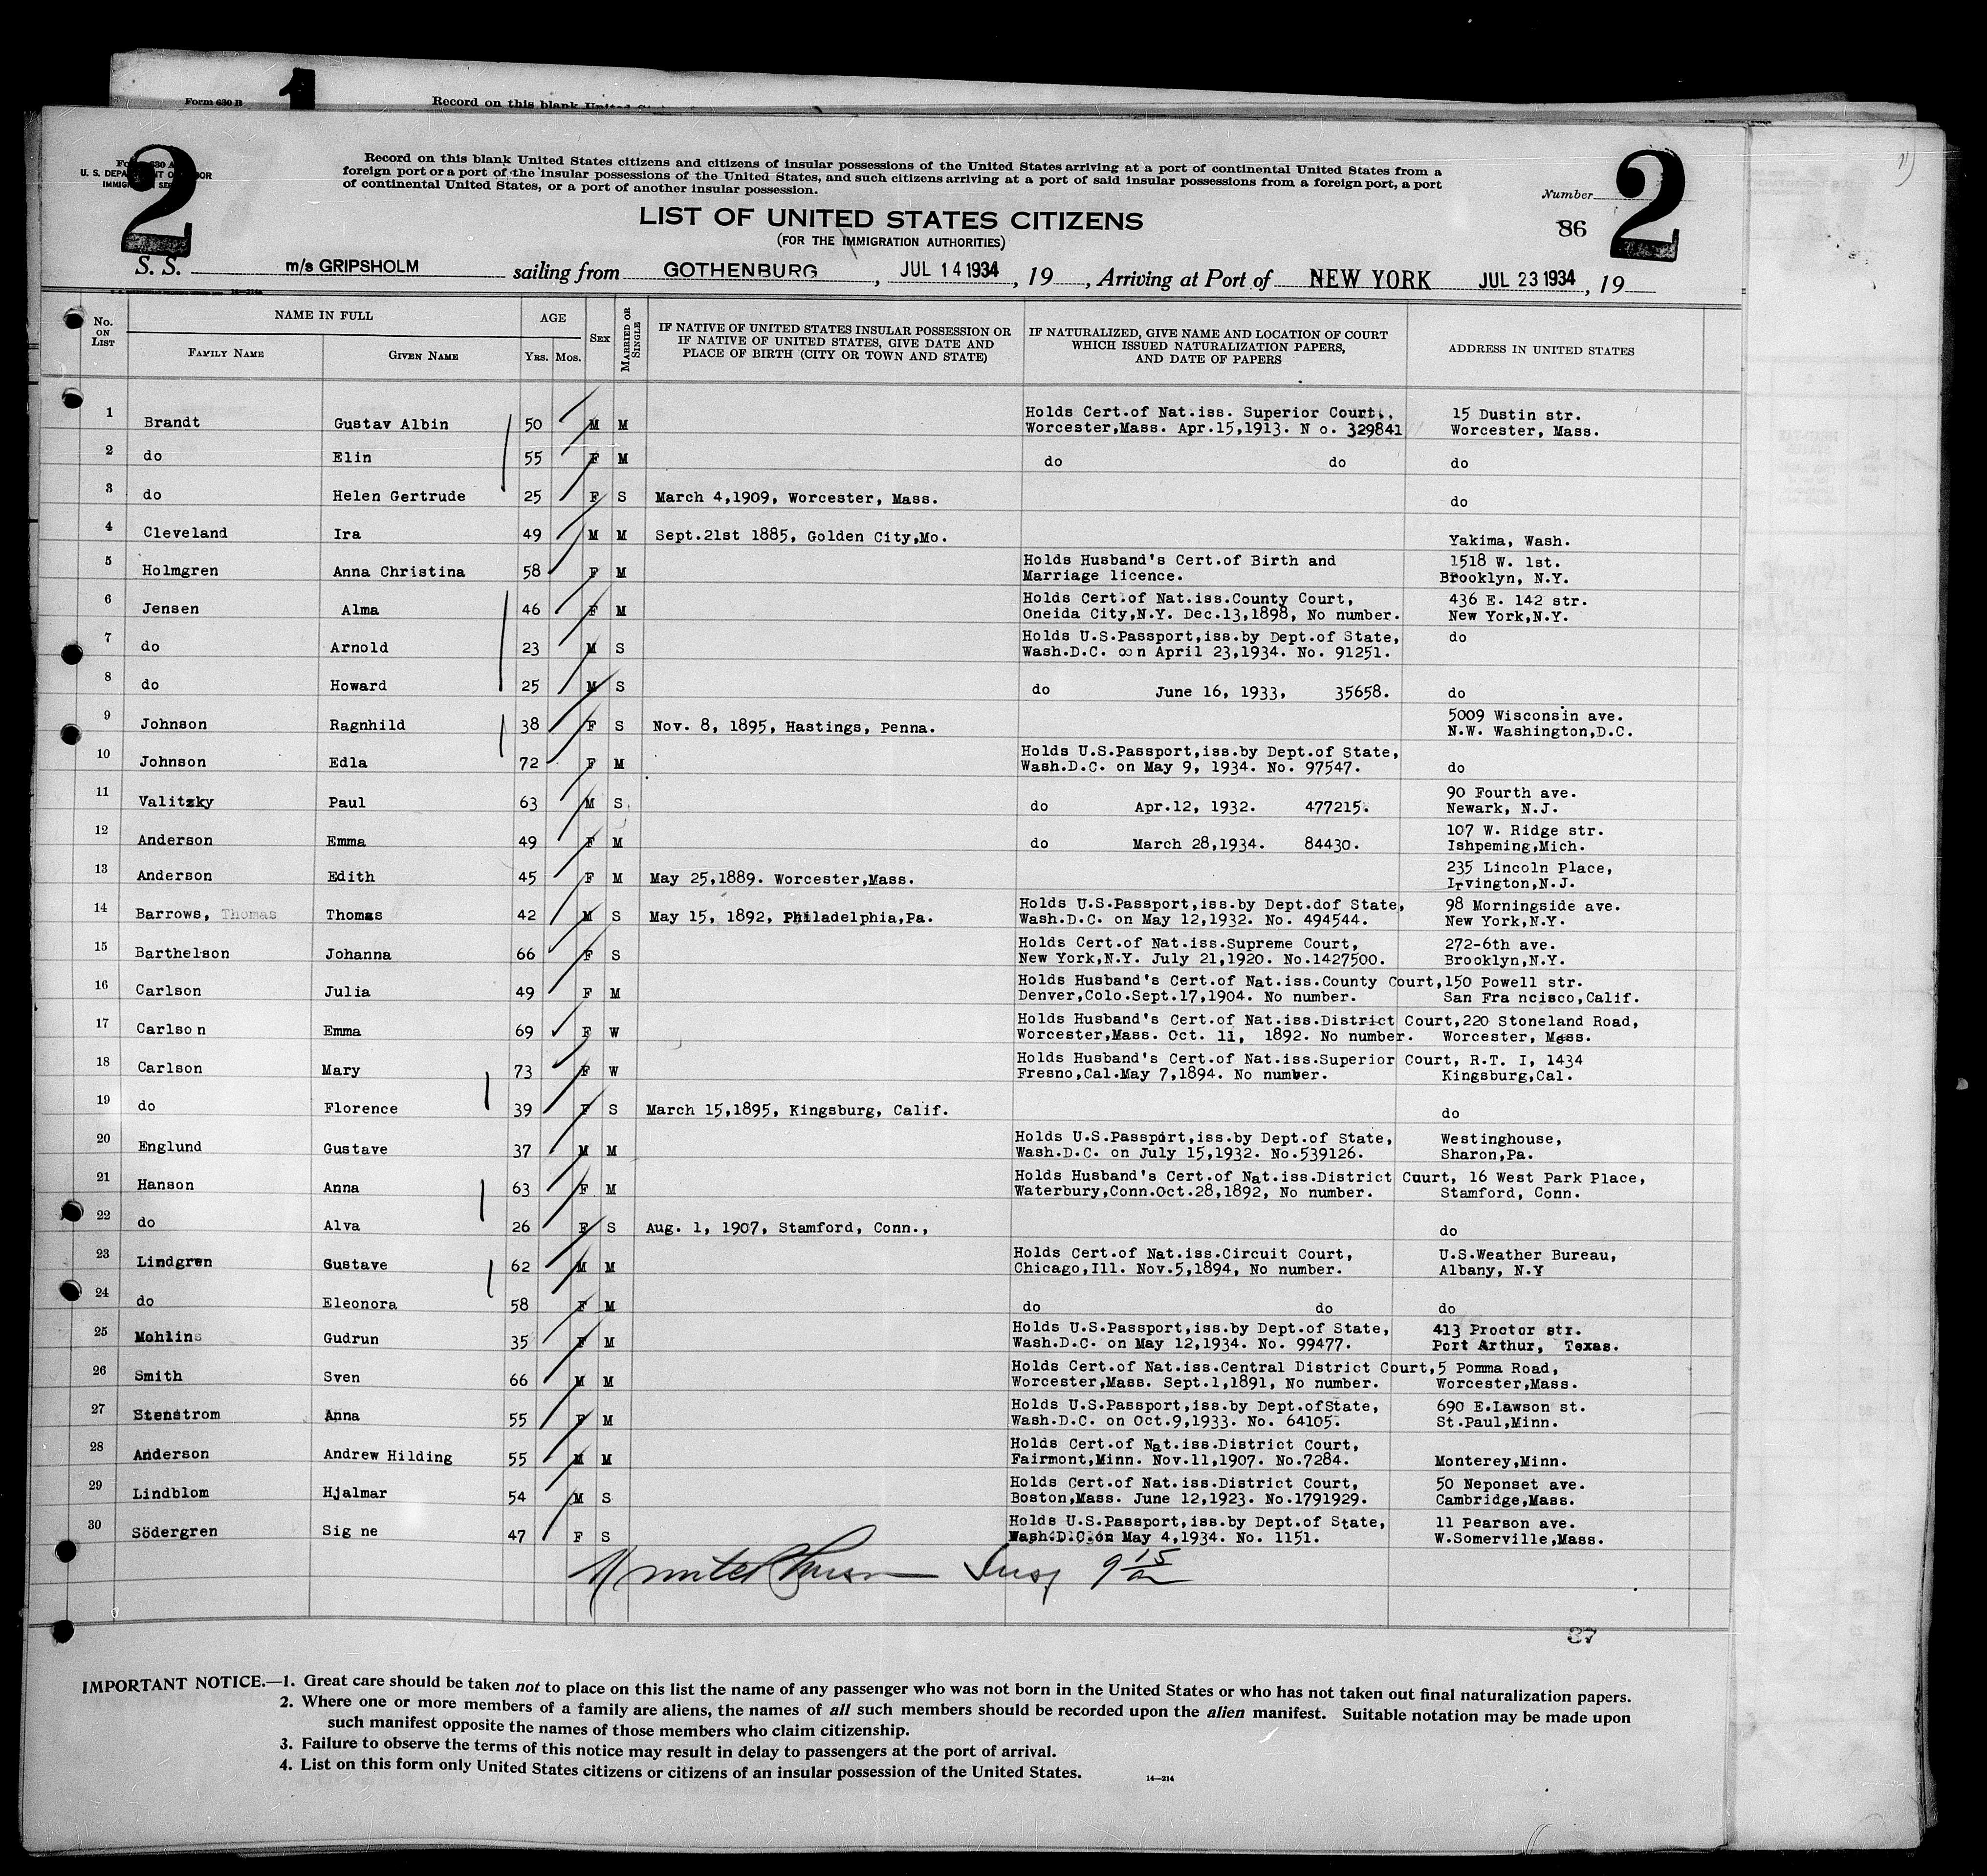 Form 630 B
1
Record on this blank United
2
U. S. DEPARTMENT OF LABOR
Record on this blank United States citizens and citizens of insular possessions of the United States arriving at a port of continental United States from a
foreign port or a port of the insular possessions of the United States, and such citizens arriving at a port of said insular possessions from a foreign port, a port
of continental United States, or a port of another insular possession.
Number
2
86
LIST OF UNITED STATES CITIZENS
(FOR THE IMMIGRATION AUTHORITIES)
S. S. m/s GRIPSHOLM sailing from GOTHENBURG, JUL 14 1934, 19, Arriving at Port of NEW YORK JUL 23 1934, 19
No. ON LIST
NAME IN FULL
FAMILY NAME GIVEN NAME
AGE
YRS. MOS.
SEX
MARRIED OR SINGLE
IF NATIVE OF UNITED STATES INSULAR POSSESSION OR
IF NATIVE OF UNITED STATES, GIVE DATE AND
PLACE OF BIRTH (CITY OR TOWN AND STATE)
IF NATURALIZED, GIVE NAME AND LOCATION OF COURT
WHICH ISSUED NATURALIZATION PAPERS,
AND DATE OF PAPERS
ADDRESS IN UNITED STATES
Holds Cert.of Nat.iss. Superior Court., 15 Dustin str.
1 Brandt Gustav Albin 50 M M Worcester,Mass. Apr.15,1913. N o. 329841 Worcester, Mass.
2 do Elin 55 F M do do do
3 do Helen Gertrude 25 F S March 4,1909, Worcester, Mass. do
4 Cleveland Ira 49 M M Sept.21st 1885, Golden City,Mo. Yakima, Wash.
Holds Husband's Cert.of Birth and 1518 W. 1st.
5 Holmgren Anna Christina 58 F M Marriage licence. Brooklyn, N.Y.
Holds Cert.of Nat.iss.County Court, 436 E. 142 str.
6 Jensen Alma 46 F M Oneida City,N.Y. Dec.13,1898, No number. New York,N.Y.
Holds U.S.Passport,iss.by Dept.of State, do
7 do Arnold 23 M S Wash.D.C. on April 23,1934. No. 91251.
8 do Howard 25 M S do June 16, 1933, 35658. do
5009 Wisconsin ave.
9 Johnson Ragnhild 38 F S Nov. 8, 1895, Hastings, Penna. N.W. Washington,D.C.
Holds U.S.Passport,iss.by Dept.of State,
10 Johnson Edla 72 F M Wash.D.C. on May 9, 1934. No. 97547. do
90 Fourth ave.
11 Valitzky Paul 63 M S do Apr.12, 1932. 477215. Newark, N.J.
107 W. Ridge str.
12 Anderson Emma 49 F M do March 28,1934. 84430. Ishpeming,Mich.
235 Lincoln Place,
13 Anderson Edith 45 F M May 25,1889. Worcester,Mass. Irvington,N.J.
Holds U.S.Passport,iss.by Dept.dof State, 98 Morningside ave.
14 Barrows, Thomas Thomas 42 M S May 15, 1892, Philadelphia,Pa. Wash.D.C. on May 12,1932. No. 494544. New York,N.Y.
Holds Cert.of Nat.iss.Supreme Court, 272-6th ave.
15 Barthelson Johanna 66 F S New York,N.Y. July 21,1920. No.1427500. Brooklyn,N.Y.
Holds Husband's Cert.of Nat.iss.County Court,150 Powell str.
16 Carlson Julia 49 F M Denver,Colo.Sept.17,1904. No number. San Fra ncisco,Calif.
Holds Husband's Cert.of Nat.iss.District Court,220 Stoneland Road,
17 Carlso n Emma 69 F W Worcester,Mass. Oct. 11, 1892. No number. Worcester, Mass.
Holds Husband's Cert.of Nat.iss.Superior Court, R.T. I, 1434
18 Carlson Mary 73 F W Fresno,Cal.May 7,1894. No number. Kingsburg,Cal.
19 do Florence 39 F S March 15,1895, Kingsburg, Calif. do
Holds U.S.Passport,iss.by Dept.of State, Westinghouse,
20 Englund Gustave 37 M M Wash.D.C. on July 15,1932. No.539126. Sharon,Pa.
Holds Husband's Cert.of Nat.iss.District Court, 16 West Park Place,
21 Hanson Anna 63 F M Waterbury,Conn.Oct.28,1892, No number. Stamford, Conn.
22 do Alva 26 F S Aug. 1, 1907, Stamford, Conn., do
Holds Cert.of Nat.iss.Circuit Court, U.S.Weather Bureau,
23 Lindgren Gustave 62 M M Chicago,Ill. Nov.5,1894, No number. Albany, N.Y
24 do Eleonora 58 F M do do do
Holds U.S.Passport,iss.by Dept.of State, 413 Proctor str.
25 Mohlins Gudrun 35 F M Wash.D.C. on May 12,1934. No. 99477. Port Arthur, Texas.
Holds Cert.of Nat.iss.Central District Court,5 Pomma Road,
26 Smith Sven 66 M M Worcester,Mass. Sept.1,1891, No number. Worcester,Mass.
Holds U.S.Passport,iss.by Dept.ofState, 690 E.Lawson st.
27 Stenstrom Anna 55 F M Wash.D.C. on Oct.9,1933. No. 64105. St.Paul,Minn.
Holds Cert.of Nat.iss.District Court,
28 Anderson Andrew Hilding 55 M M Fairmont,Minn. Nov.11,1907. No.7284. Monterey,Minn.
Holds Cert.of Nat.iss.District Court, 50 Neponset ave.
29 Lindblom Hjalmar 54 M S Boston,Mass. June 12,1923. No.1791929. Cambridge,Mass.
Holds U.S.Passport,iss.by Dept.of State, 11 Pearson ave.
30 Södergren Sig ne 47 F S Wash.D.C.on May 4,1934. No. 1151. W.Somerville,Mass.
37
IMPORTANT NOTICE.—1. Great care should be taken not to place on this list the name of any passenger who was not born in the United States or who has not taken out final naturalization papers.
2. Where one or more members of a family are aliens, the names of all such members should be recorded upon the alien manifest. Suitable notation may be made upon
such manifest opposite the names of those members who claim citizenship.
3. Failure to observe the terms of this notice may result in delay to passengers at the port of arrival.
4. List on this form only United States citizens or citizens of an insular possession of the United States.
14—214